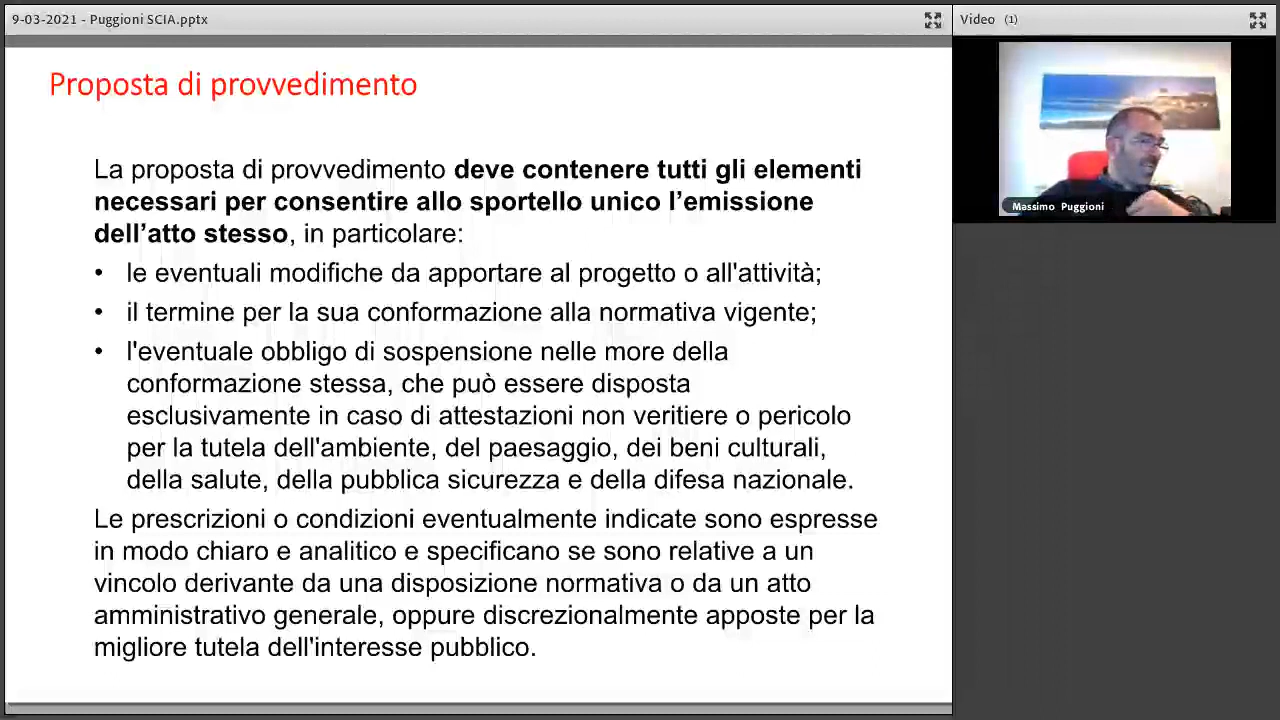 9-03-2021 - Puggioni SCIA.pptx
Video (1)
Proposta di provvedimento
La proposta di provvedimento deve contenere tutti gli elementi
necessari per consentire allo sportello unico l’emissione
dell’atto stesso, in particolare:
• le eventuali modifiche da apportare al progetto o all'attività;
• il termine per la sua conformazione alla normativa vigente;
• l'eventuale obbligo di sospensione nelle more della
conformazione stessa, che può essere disposta
esclusivamente in caso di attestazioni non veritiere o pericolo
per la tutela dell'ambiente, del paesaggio, dei beni culturali,
della salute, della pubblica sicurezza e della difesa nazionale.
Le prescrizioni o condizioni eventualmente indicate sono espresse
in modo chiaro e analitico e specificano se sono relative a un
vincolo derivante da una disposizione normativa o da un atto
amministrativo generale, oppure discrezionalmente apposte per la
migliore tutela dell'interesse pubblico.
Massimo Puggioni